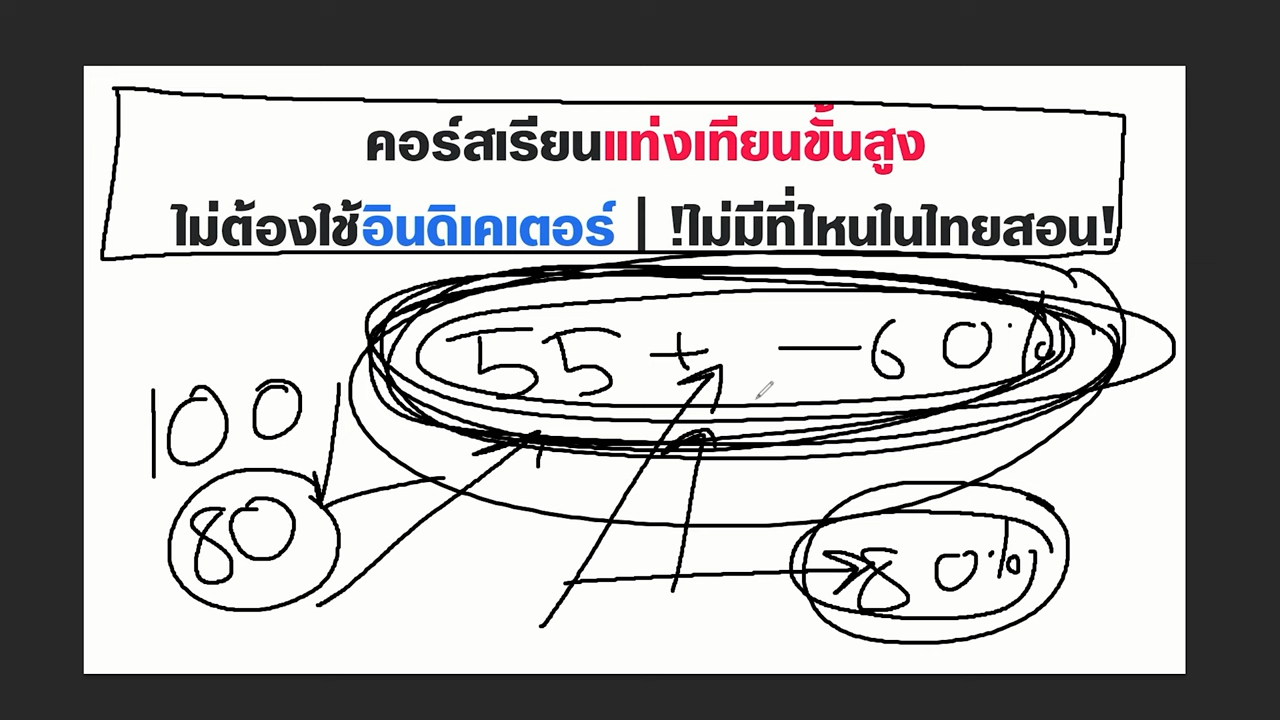 คอร์สเรียนแท่งเทียนขั้นสูง
ไม่ต้องใช้อินดิเคเตอร์ | !ไม่มีที่ไหนในไทยสอน!
55 + — 60%
100
80
80%